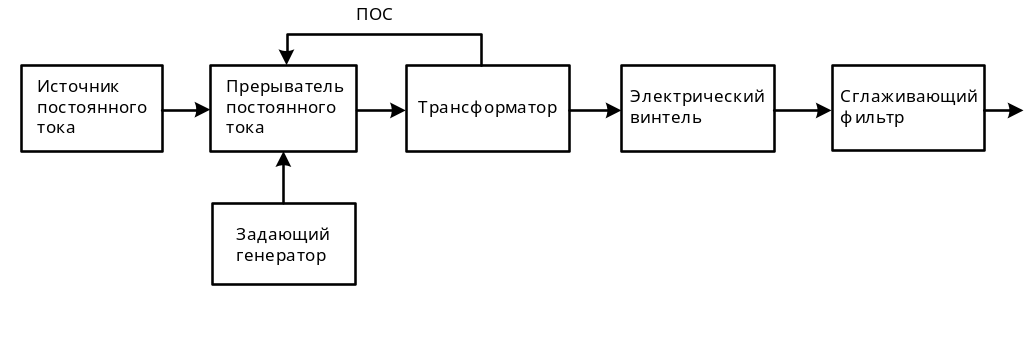 ПОС
Источник
постоянного
тока
Прерыватель
постоянного
тока
Трансформатор
Электрический
винтель
Сглаживающий
фильтр
Задающий
генератор